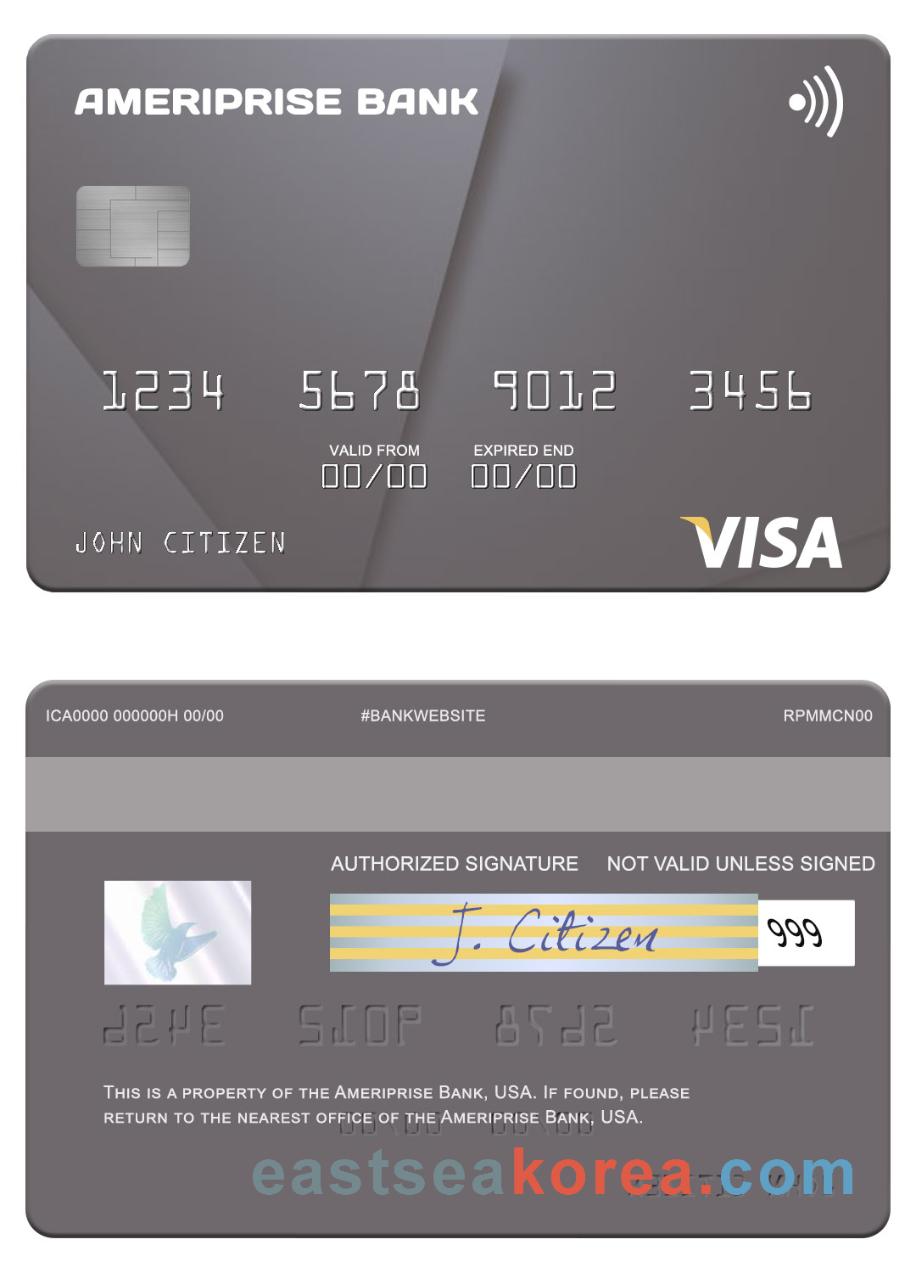 AMERIPRISE BANK
1234 5678 9012 3456
VALID FROM EXPIRED END
00/00 00/00
JOHN CITIZEN
VISA
ICA0000 000000H 00/00 #BANKWEBSITE RPMMCN00
AUTHORIZED SIGNATURE NOT VALID UNLESS SIGNED
J. Citizen 999
THIS IS A PROPERTY OF THE AMERIPRISE BANK, USA. IF FOUND, PLEASE
RETURN TO THE NEAREST OFFICE OF THE AMERIPRISE BANK, USA.
eastseakorea.com